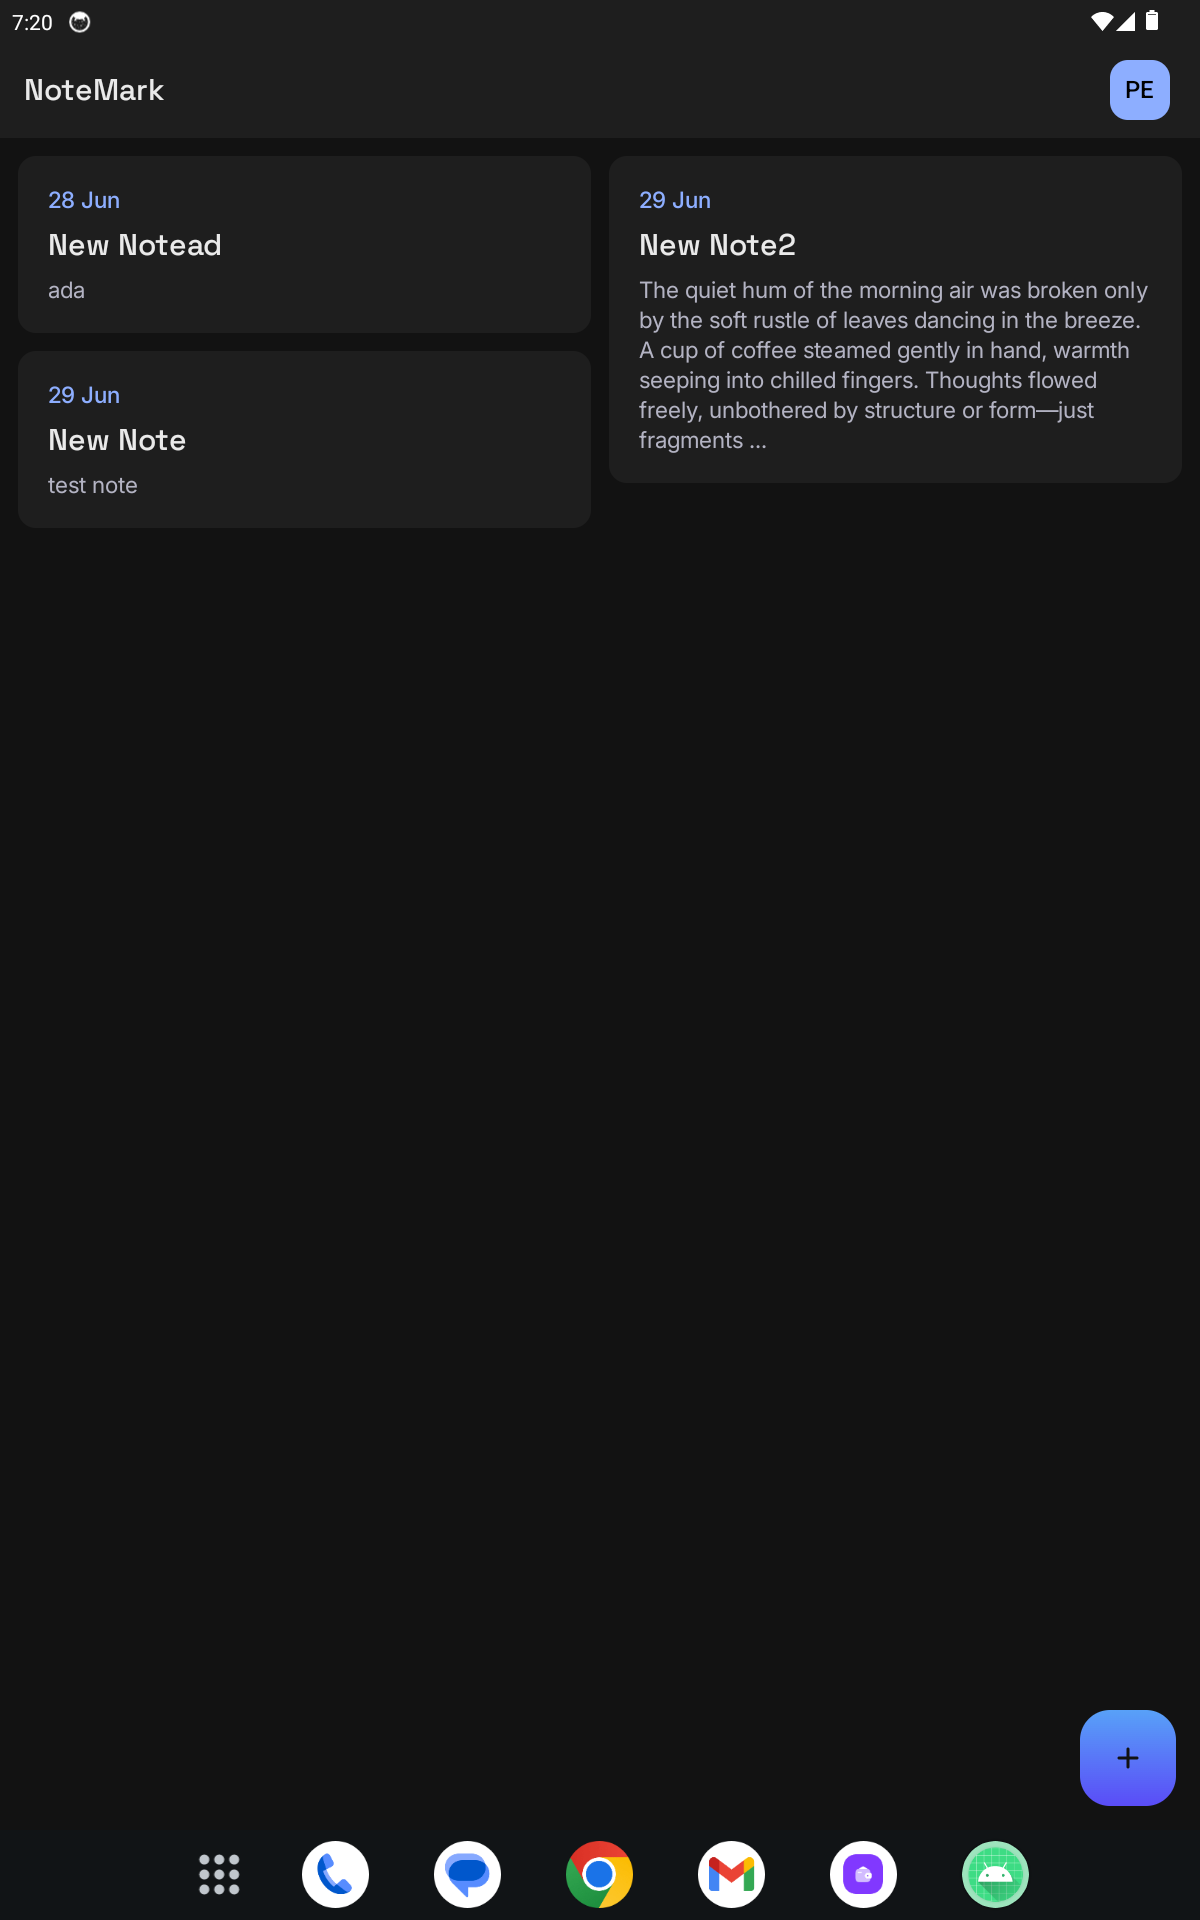 7:20
NoteMark
PE
28 Jun
New Notead
ada
29 Jun
New Note
test note
29 Jun
New Note2
The quiet hum of the morning air was broken only
by the soft rustle of leaves dancing in the breeze.
A cup of coffee steamed gently in hand, warmth
seeping into chilled fingers. Thoughts flowed
freely, unbothered by structure or form—just
fragments ...